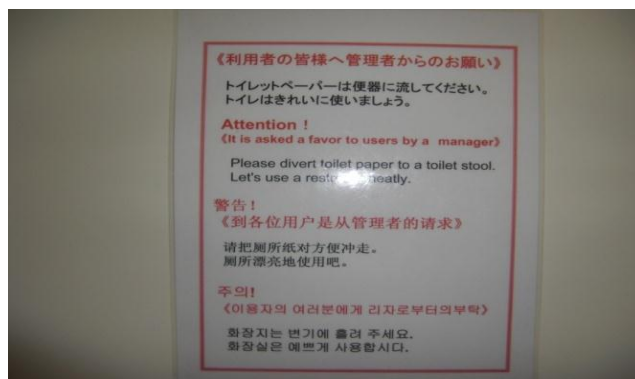 《利用者の皆様へ管理者からのお願い》
トイレットペーパーは便器に流してください。
トイレはきれいに使いましょう。
Attention !
《It is asked a favor to users by a manager》
Please divert toilet paper to a toilet stool.
Let's use a neatly.
警告!
《到各位用户是从管理者的请求》
请把厕所纸对方便冲走。
厕所漂亮地使用吧。
주의!
《이용자의 여러분에게 리자로부터의부탁》
화장지는 변기에 흘려 주세요.
화장실은 예쁘게 사용합시다.